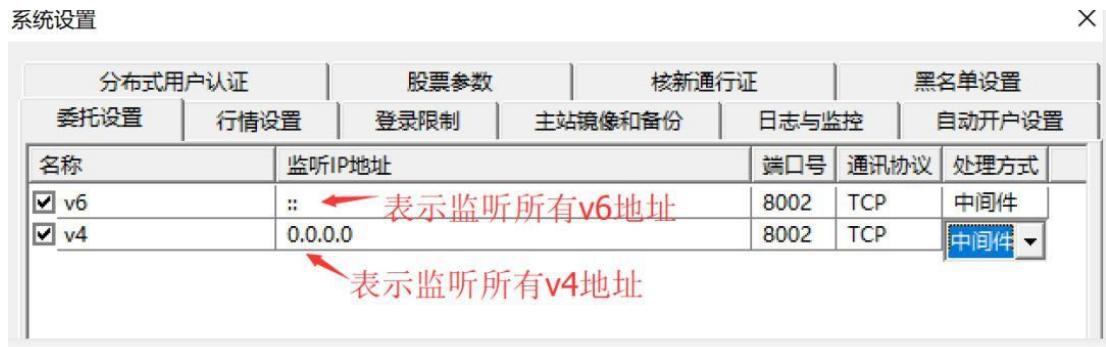 系统设置
分布式用户认证 股票参数 核新通行证 黑名单设置
委托设置 行情设置 登录限制 主站镜像和备份 日志与监控 自动开户设置
名称 监听IP地址 端口号 通讯协议 处理方式
v6 :: 表示监听所有v6地址 8002 TCP 中间件
v4 0.0.0.0 8002 TCP 中间件
表示监听所有v4地址